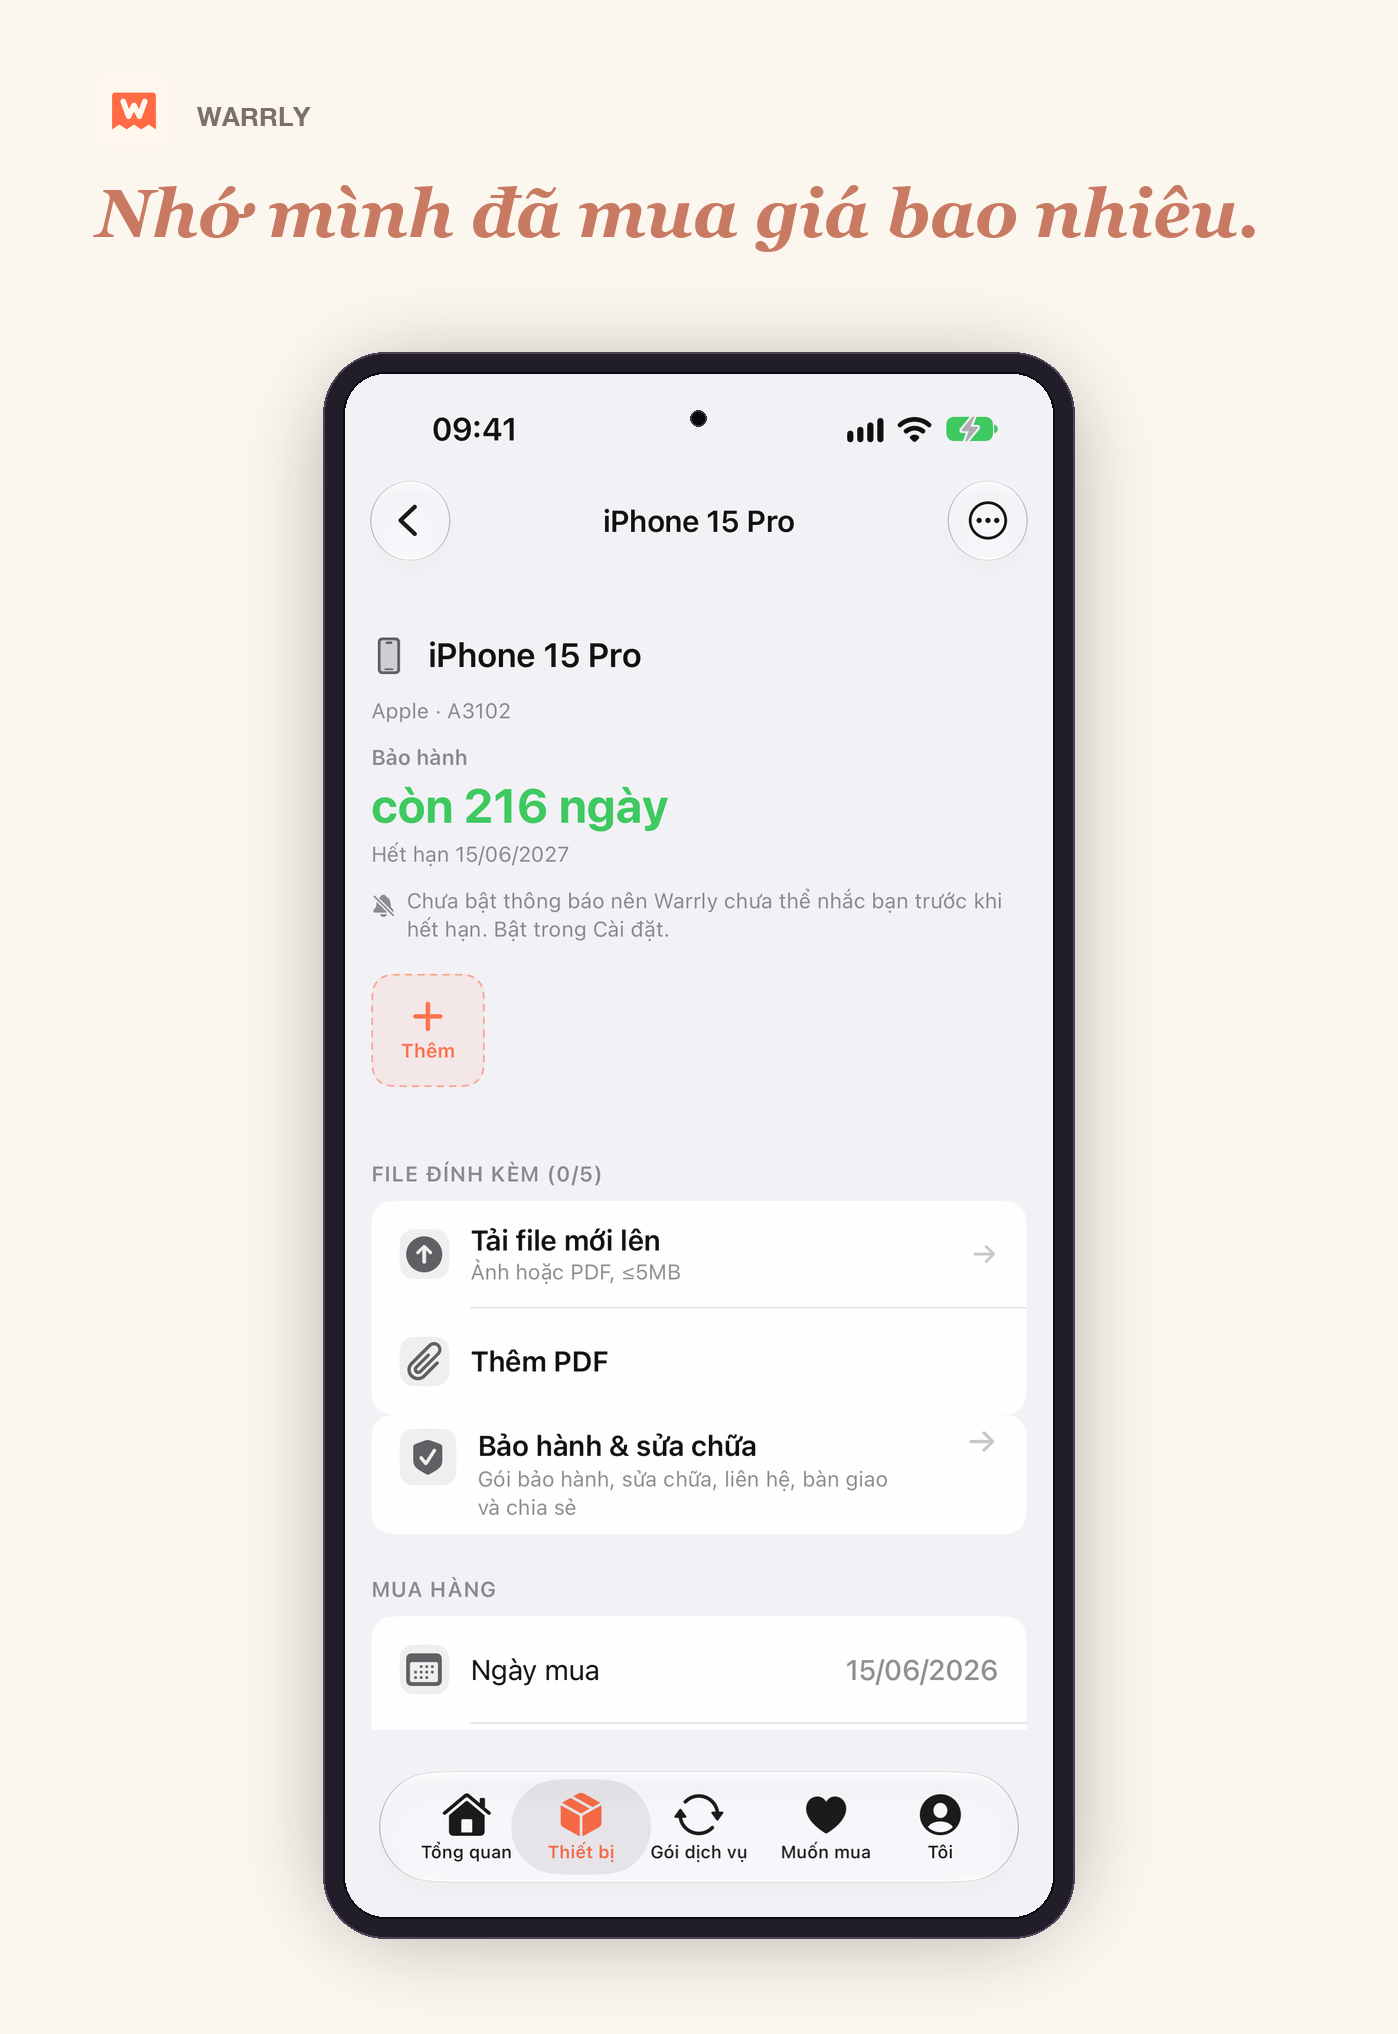 WARRLY
Nhớ mình đã mua giá bao nhiêu.
09:41
iPhone 15 Pro
iPhone 15 Pro
Apple · A3102
Bảo hành
còn 216 ngày
Hết hạn 15/06/2027
Chưa bật thông báo nên Warrly chưa thể nhắc bạn trước khi
hết hạn. Bật trong Cài đặt.
Thêm
FILE ĐÍNH KÈM (0/5)
Tải file mới lên
Ảnh hoặc PDF, ≤5MB
Thêm PDF
Bảo hành & sửa chữa
Gói bảo hành, sửa chữa, liên hệ, bàn giao
và chia sẻ
MUA HÀNG
Ngày mua 15/06/2026
Tổng quan Thiết bị Gói dịch vụ Muốn mua Tôi